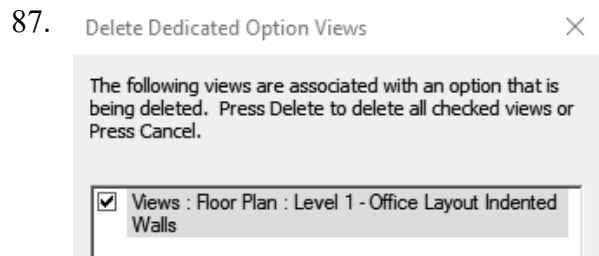 87. Delete Dedicated Option Views
The following views are associated with an option that is
being deleted. Press Delete to delete all checked views or
Press Cancel.
Views : Floor Plan : Level 1 - Office Layout Indented
Walls